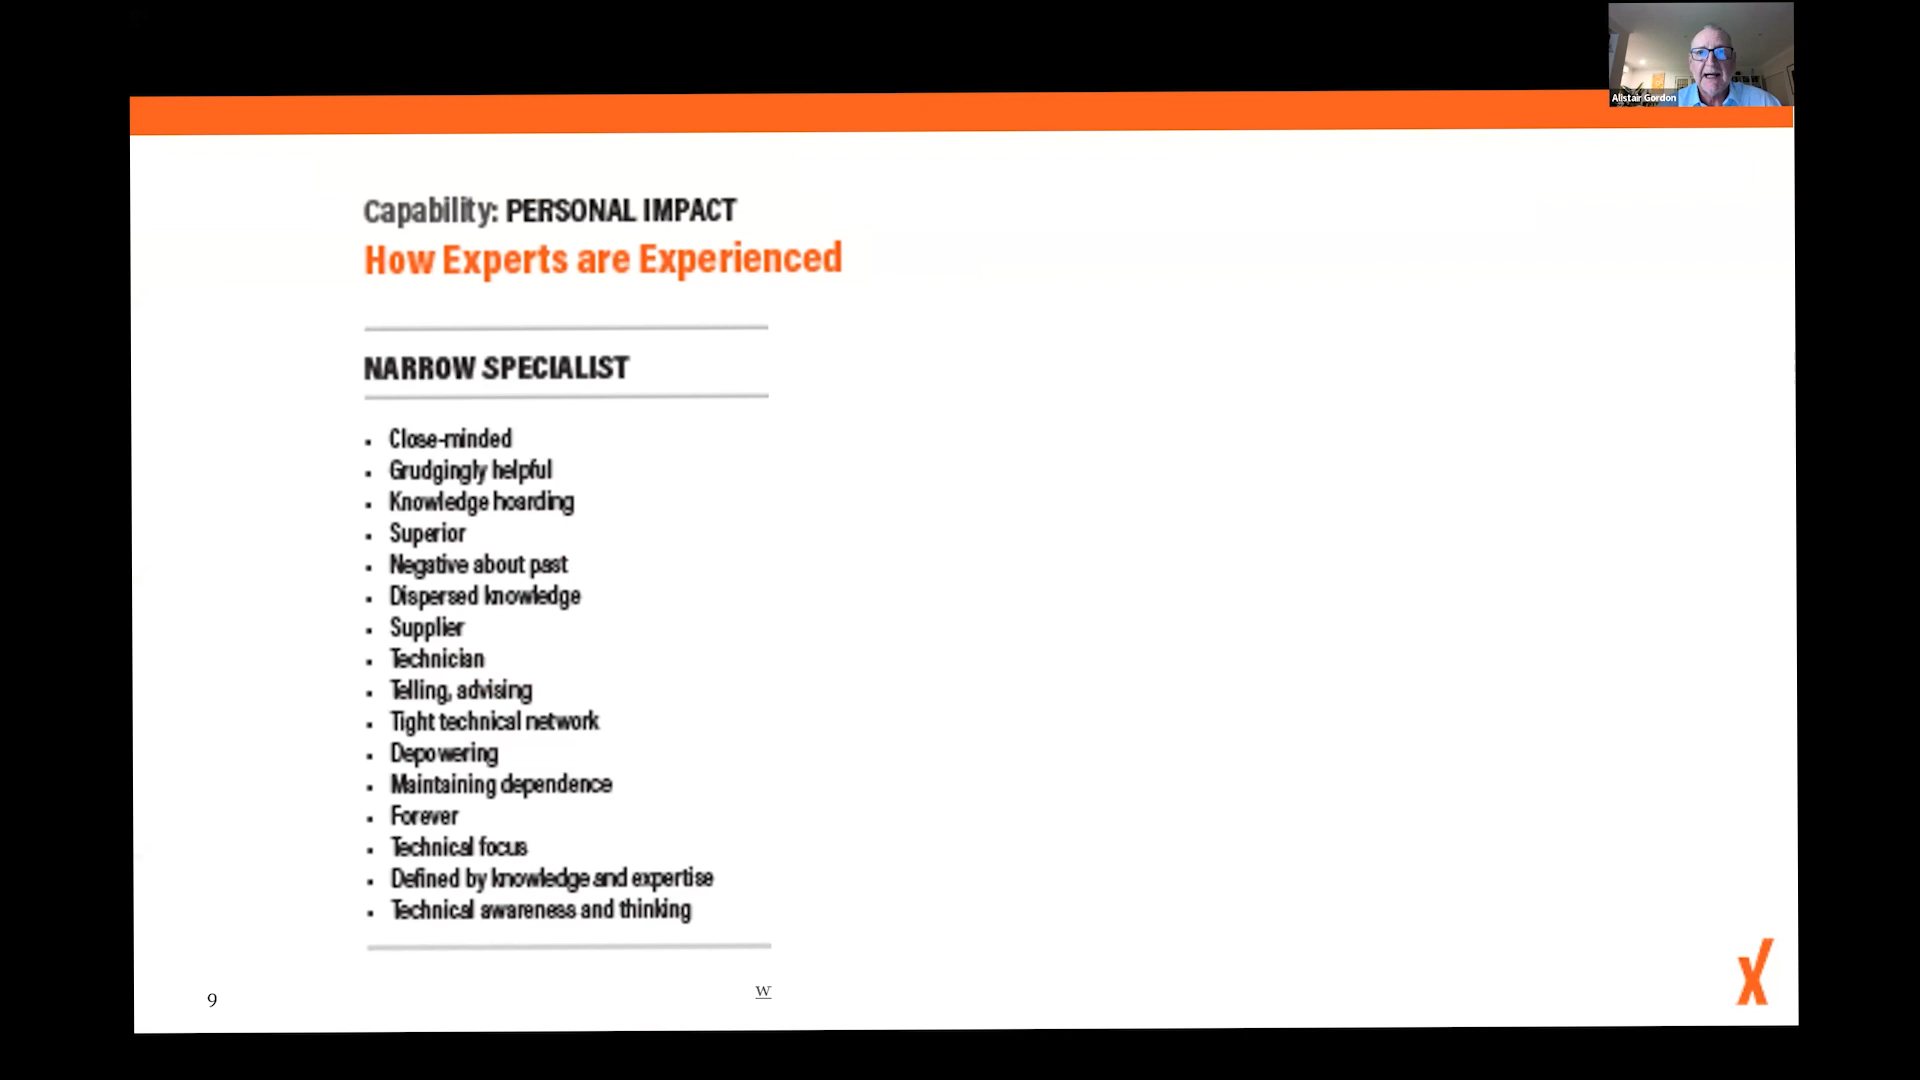 Alistair Gordon
Capability: PERSONAL IMPACT
How Experts are Experienced
NARROW SPECIALIST
• Close-minded
• Grudgingly helpful
• Knowledge hoarding
• Superior
• Negative about past
• Dispersed knowledge
• Supplier
• Technician
• Telling, advising
• Tight technical network
• Depowering
• Maintaining dependence
• Forever
• Technical focus
• Defined by knowledge and expertise
• Technical awareness and thinking
9
w